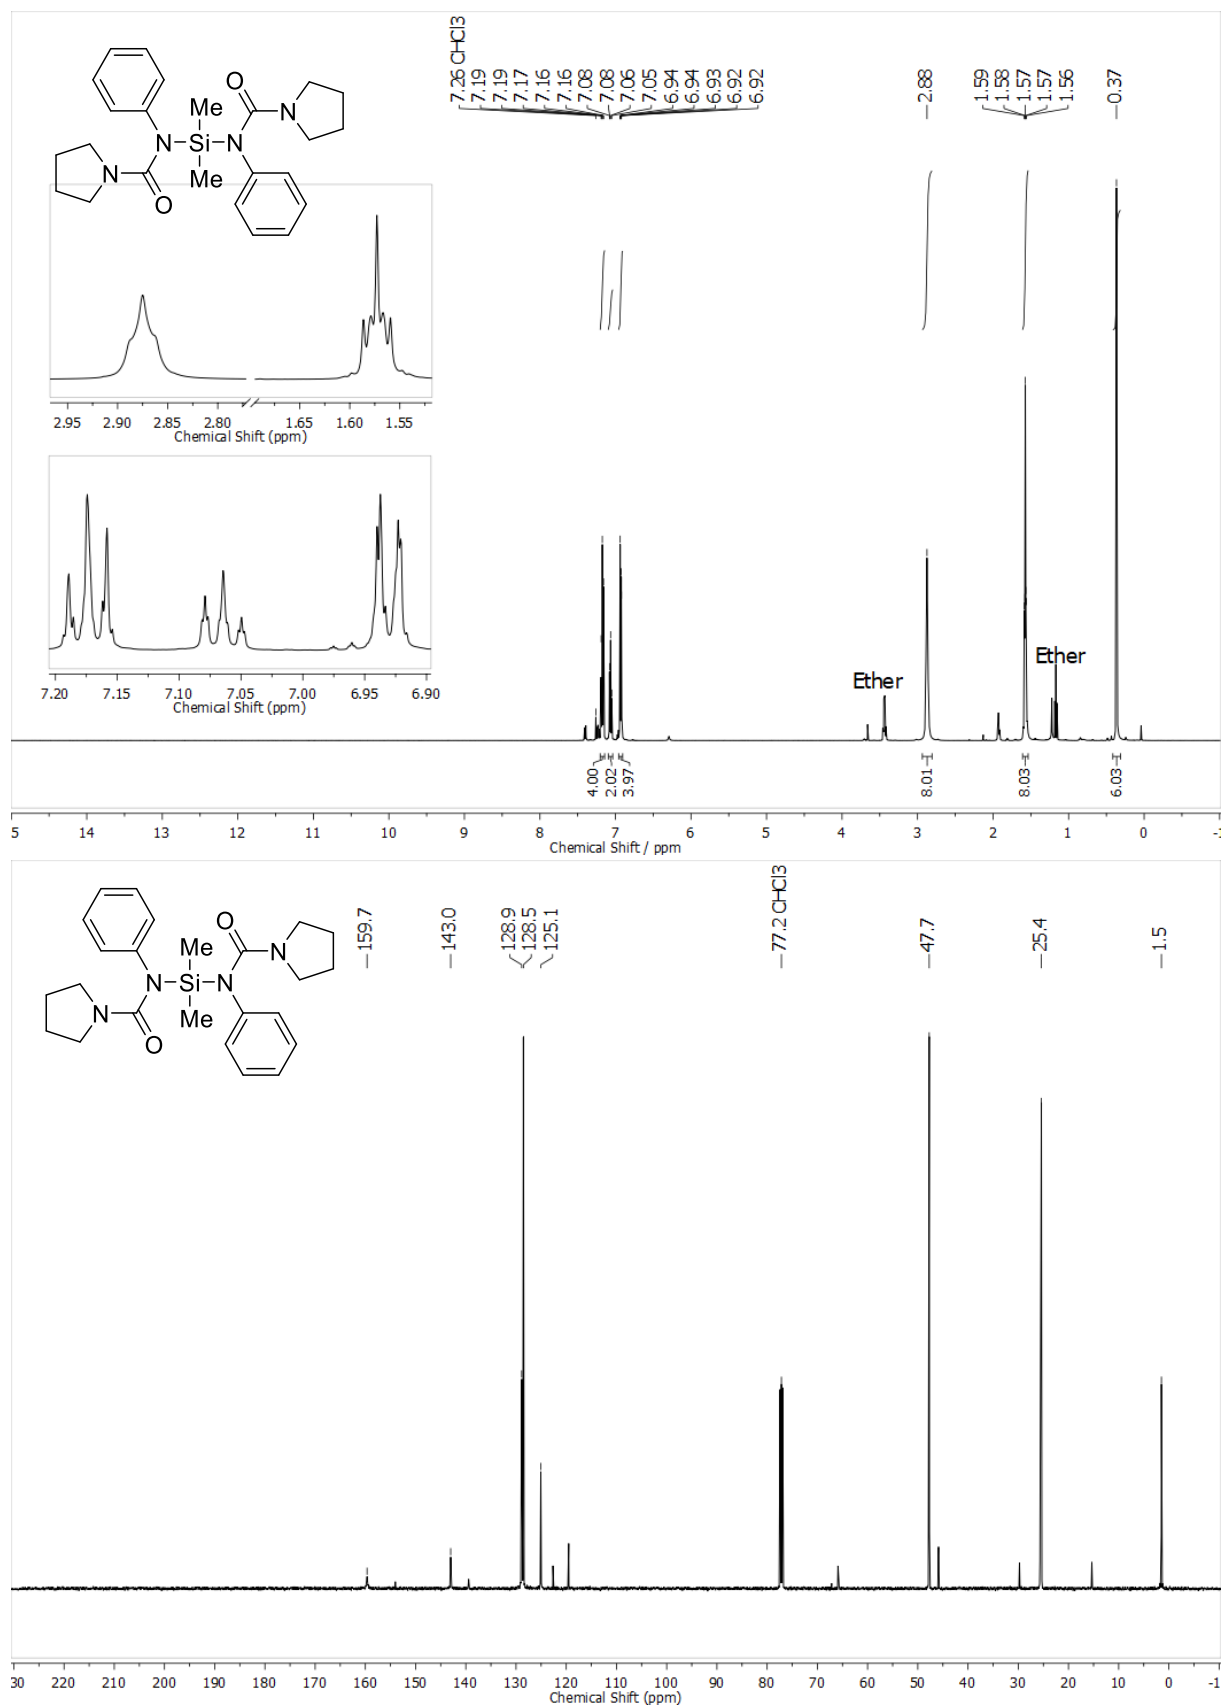 7.26 CHCl3
7.19
7.19
7.17
7.16
7.16
7.08
7.08
7.06
7.05
6.94
6.94
6.93
6.92
6.92
2.88
1.59
1.58
1.57
1.57
1.56
0.37
O
Me
N
N Si N
N
Me
O
2.95 2.90 2.85 2.80 1.65 1.60 1.55
Chemical Shift (ppm)
7.20 7.15 7.10 7.05 7.00 6.95 6.90
Chemical Shift (ppm)
Ether
Ether
4.00
2.02
3.97
8.01
8.03
6.03
5 14 13 12 11 10 9 8 7 6 5 4 3 2 1 0 -1
Chemical Shift / ppm
159.7
143.0
128.9
128.5
125.1
77.2 CHCl3
47.7
25.4
1.5
O
Me
N
N Si N
N
Me
O
30 220 210 200 190 180 170 160 150 140 130 120 110 100 90 80 70 60 50 40 30 20 10 0 -1
Chemical Shift (ppm)